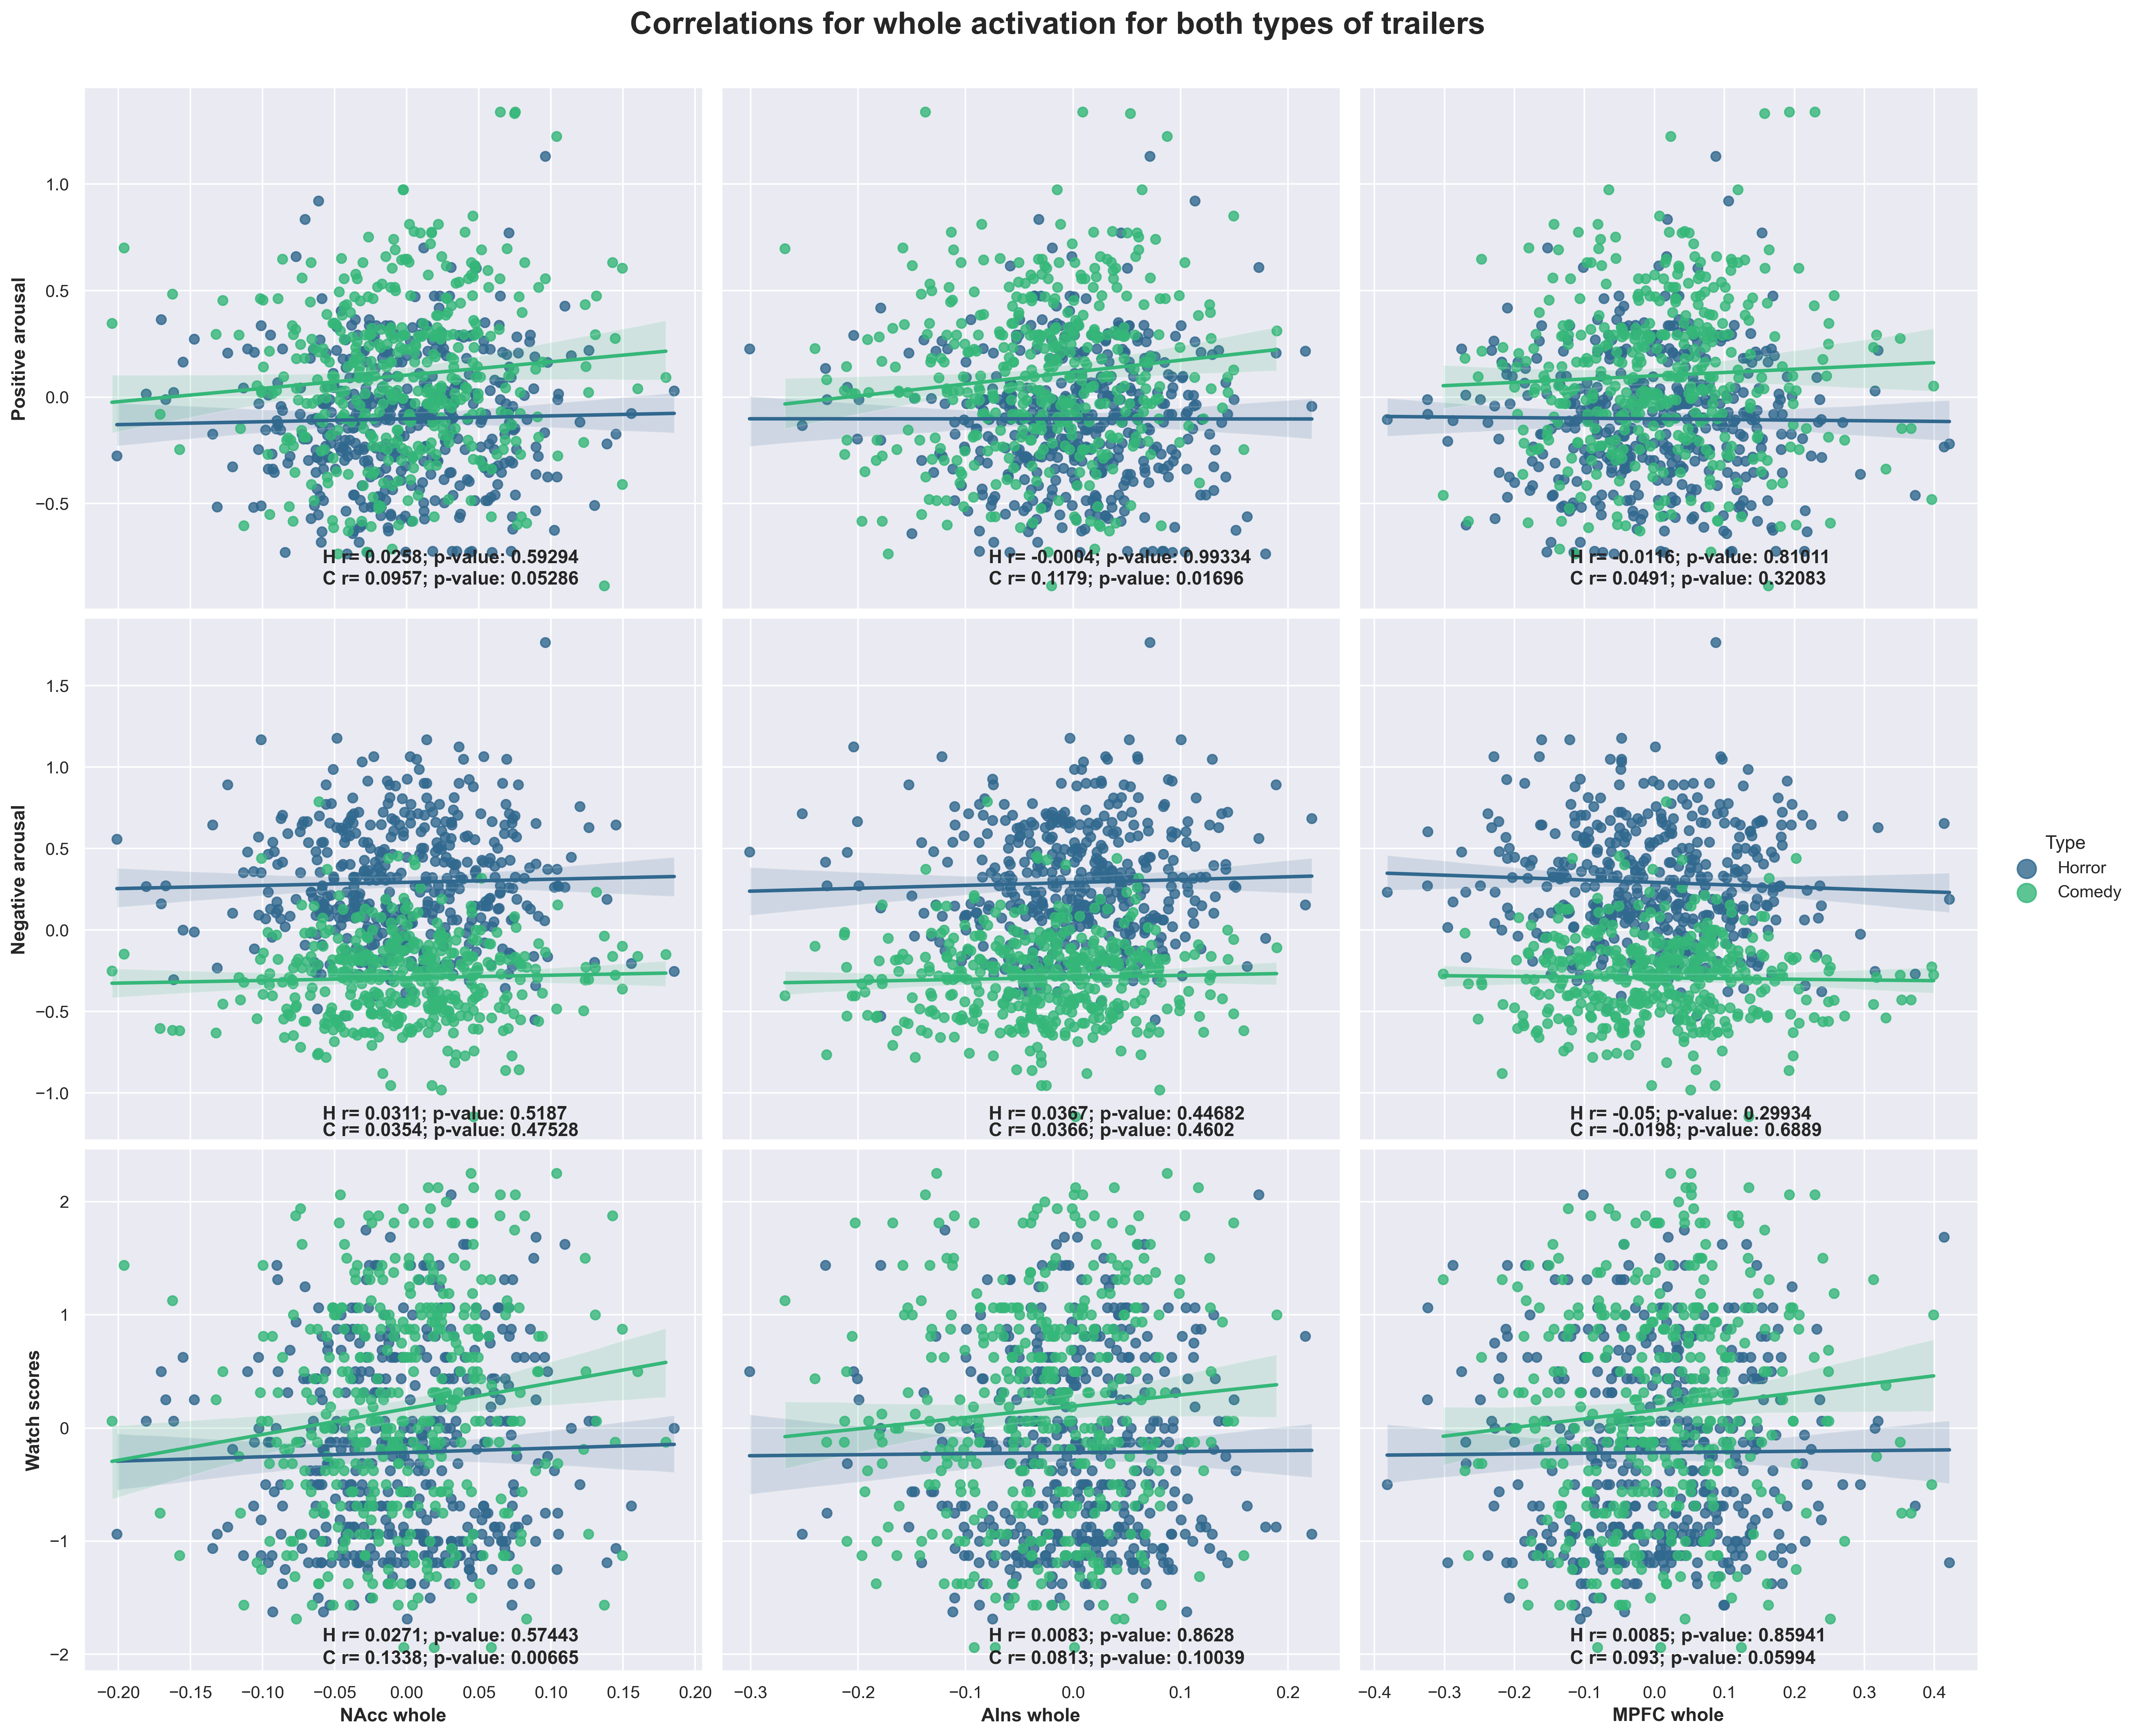 Correlations for whole activation for both types of trailers
Positive arousal
1.0
0.5
0.0
−0.5
H r= 0.0258; p-value: 0.59294
C r= 0.0957; p-value: 0.05286
H r= -0.0004; p-value: 0.99334
C r= 0.1179; p-value: 0.01696
H r= -0.0116; p-value: 0.81011
C r= 0.0491; p-value: 0.32083
Negative arousal
1.5
1.0
0.5
0.0
−0.5
−1.0
H r= 0.0311; p-value: 0.5187
C r= 0.0354; p-value: 0.47528
H r= 0.0367; p-value: 0.44682
C r= 0.0366; p-value: 0.4602
H r= -0.05; p-value: 0.29934
C r= -0.0198; p-value: 0.6889
Type
Horror
Comedy
Watch scores
2
1
0
−1
−2
H r= 0.0271; p-value: 0.57443
C r= 0.1338; p-value: 0.00665
H r= 0.0083; p-value: 0.8628
C r= 0.0813; p-value: 0.10039
H r= 0.0085; p-value: 0.85941
C r= 0.093; p-value: 0.05994
−0.20 −0.15 −0.10 −0.05 0.00 0.05 0.10 0.15 0.20
NAcc whole
−0.3 −0.2 −0.1 0.0 0.1 0.2
AIns whole
−0.4 −0.3 −0.2 −0.1 0.0 0.1 0.2 0.3 0.4
MPFC whole